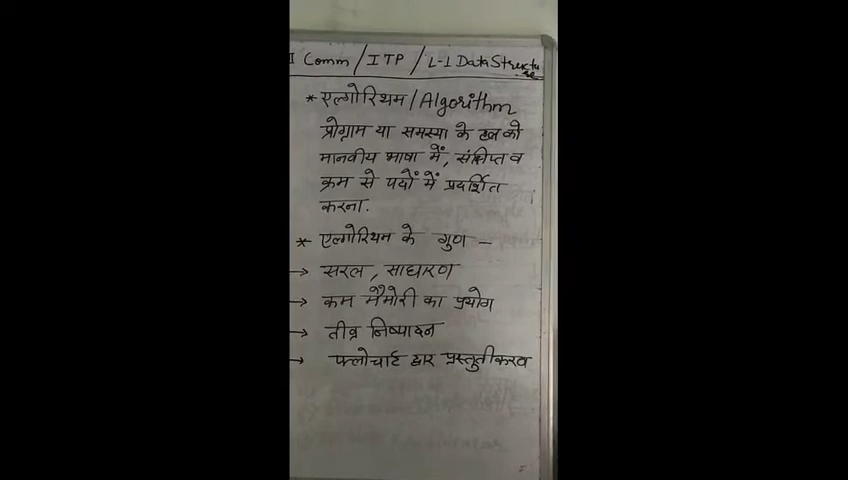 I Comm / ITP / L-1 Data Structure
* एल्गोरिथम / Algorithm
प्रोग्राम या समस्या के हल को
मानवीय भाषा में, संक्षिप्त व
क्रम से पदों में प्रदर्शित
करना.
* एल्गोरिथम के गुण –
→ सरल, साधारण
→ कम मैमोरी का प्रयोग
→ तीव्र निष्पादन
→ फ्लोचार्ट द्वार प्रस्तुतीकरण